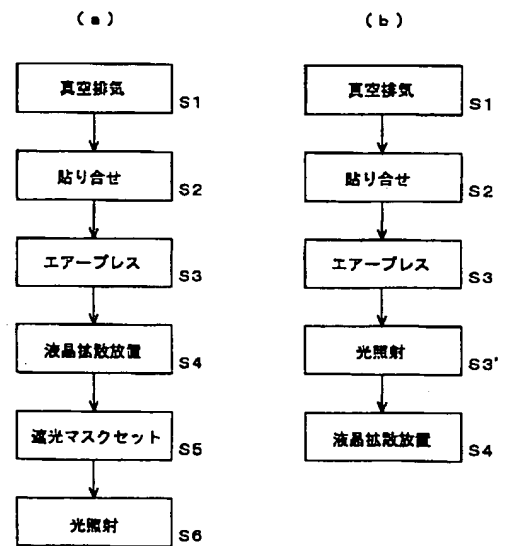 (a)
真空排気
S1
貼り合せ
S2
エアープレス
S3
液晶拡散放置
S4
遮光マスクセット
S5
光照射
S6
(b)
真空排気
S1
貼り合せ
S2
エアープレス
S3
光照射
S3'
液晶拡散放置
S4